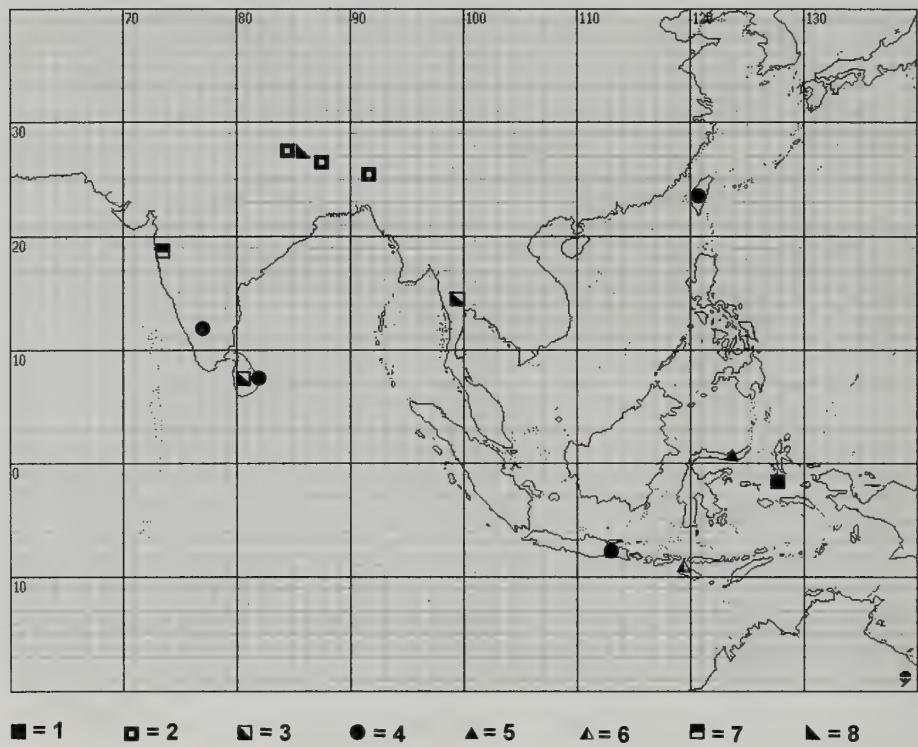 70 80 90 100 110 120 130
30
20
10
0
10
■ = 1 ◘ = 2 ◪ = 3 ● = 4 ▲ = 5 ◭ = 6 ⬒ = 7 ◣ = 8